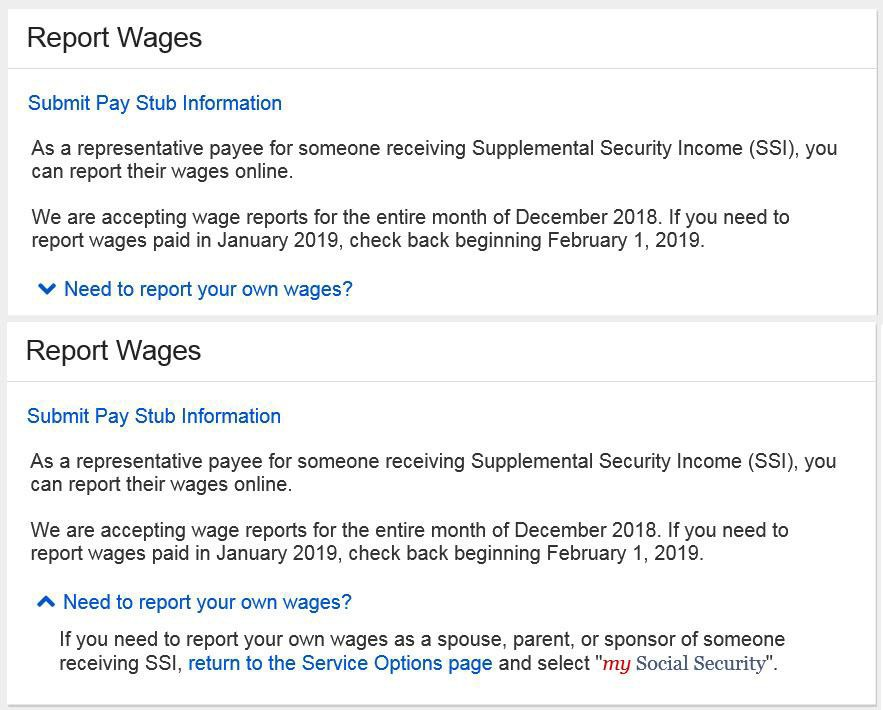 Report Wages
Submit Pay Stub Information
As a representative payee for someone receiving Supplemental Security Income (SSI), you
can report their wages online.
We are accepting wage reports for the entire month of December 2018. If you need to
report wages paid in January 2019, check back beginning February 1, 2019.
Need to report your own wages?
Report Wages
Submit Pay Stub Information
As a representative payee for someone receiving Supplemental Security Income (SSI), you
can report their wages online.
We are accepting wage reports for the entire month of December 2018. If you need to
report wages paid in January 2019, check back beginning February 1, 2019.
Need to report your own wages?
If you need to report your own wages as a spouse, parent, or sponsor of someone
receiving SSI, return to the Service Options page and select "my Social Security".